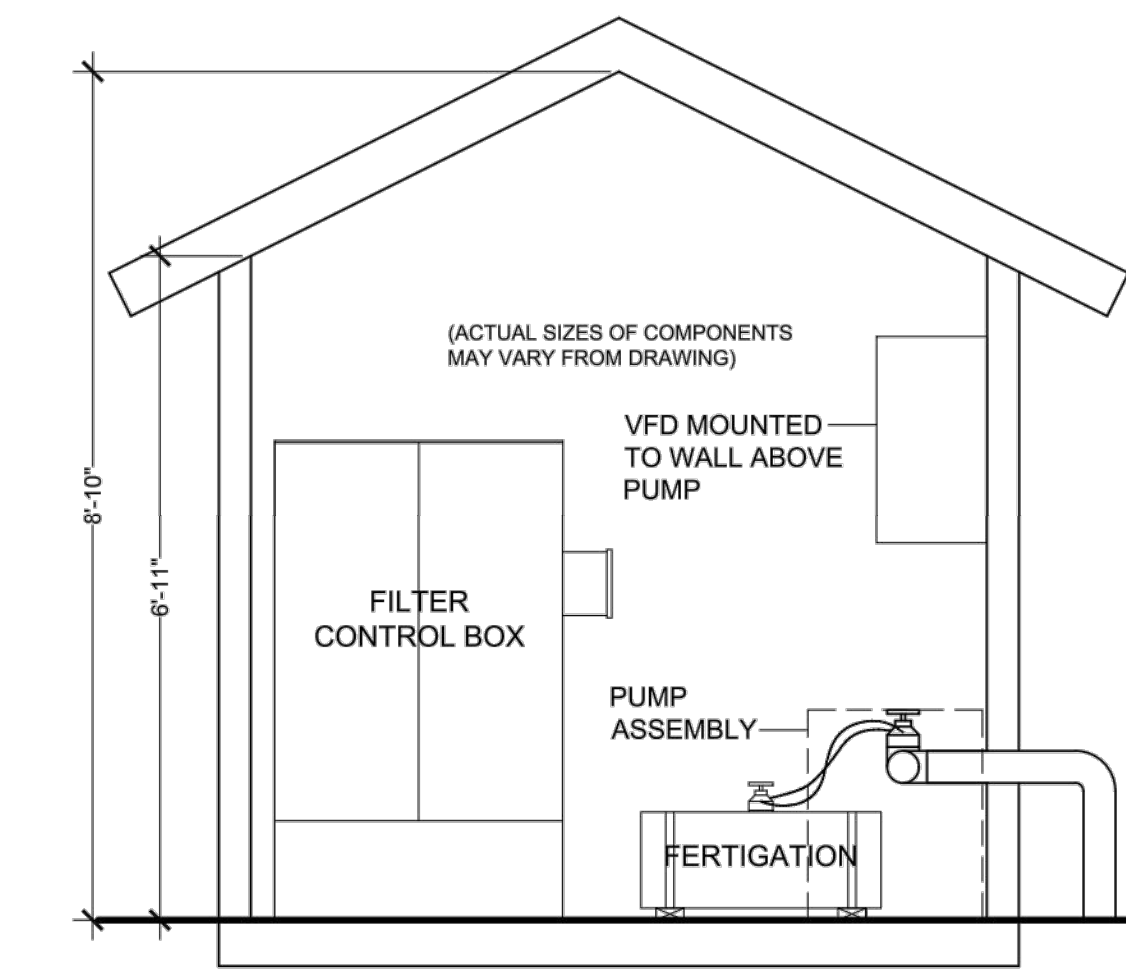 (ACTUAL SIZES OF COMPONENTS
MAY VARY FROM DRAWING)
VFD MOUNTED
TO WALL ABOVE
PUMP
8'-10"
6'-11"
FILTER
CONTROL BOX
PUMP
ASSEMBLY
FERTIGATION